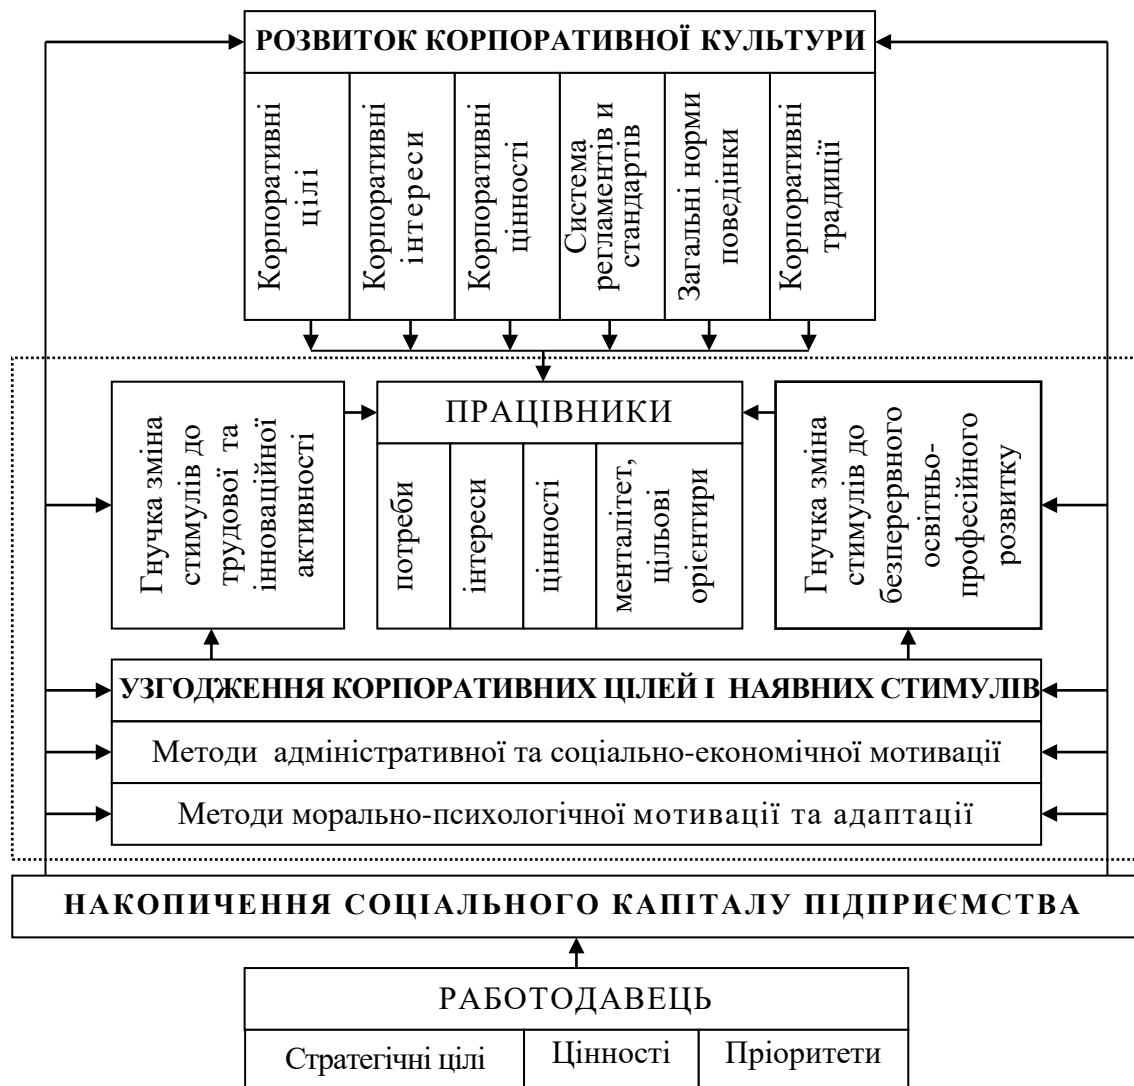 РОЗВИТОК КОРПОРАТИВНОЇ КУЛЬТУРИ
Корпоративні
цілі
Корпоративні
інтереси
Корпоративні
цінності
Система
регламентів и
стандартів
Загальні норми
поведінки
Корпоративні
традиції
Гнучка зміна
стимулів до
трудової та
інноваційної
активності
ПРАЦІВНИКИ
потреби
інтереси
цінності
менталітет,
цільові
орієнтири
Гнучка зміна
стимулів до
безперервного
освітньо-
професійного
розвитку
УЗГОДЖЕННЯ КОРПОРАТИВНИХ ЦІЛЕЙ І НАЯВНИХ СТИМУЛІВ
Методи адміністративної та соціально-економічної мотивації
Методи морально-психологічної мотивації та адаптації
НАКОПИЧЕННЯ СОЦІАЛЬНОГО КАПІТАЛУ ПІДПРИЄМСТВА
РАБОТОДАВЕЦЬ
Стратегічні цілі
Цінності
Пріоритети